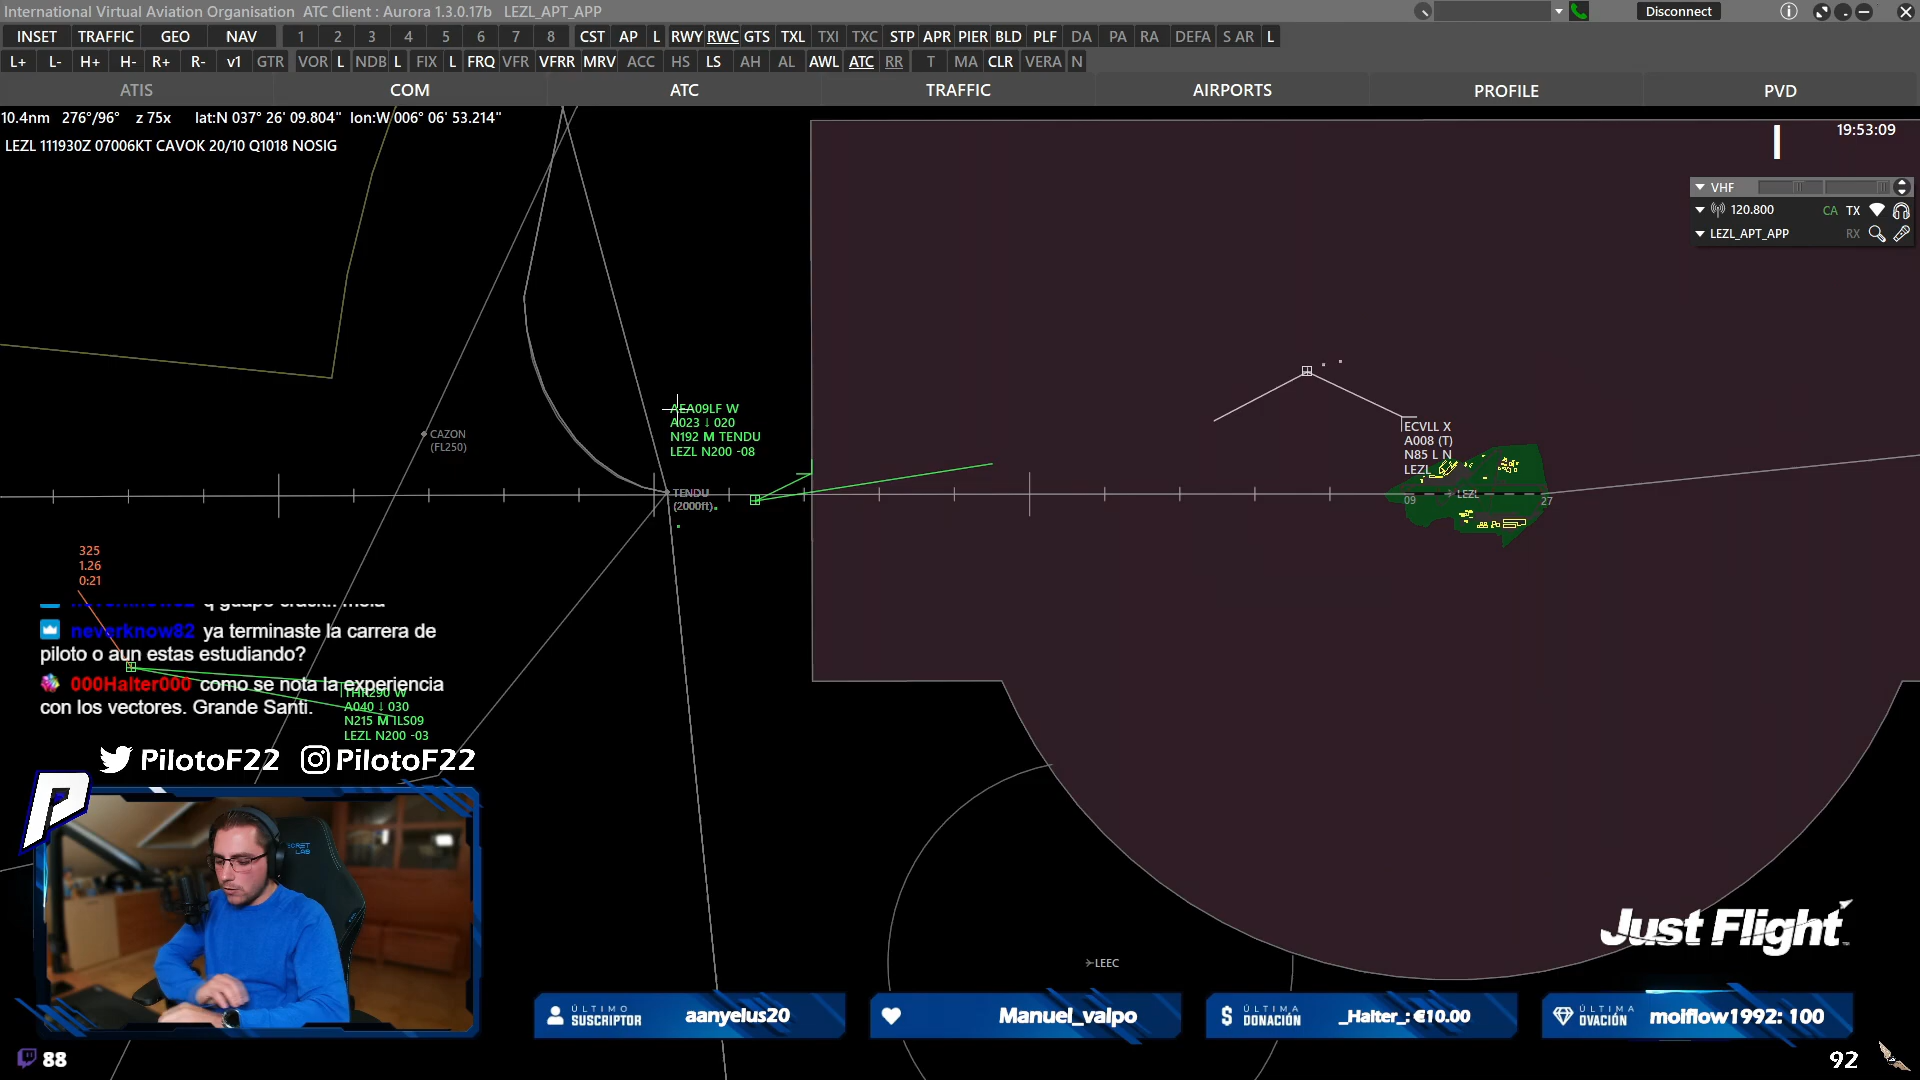 International Virtual Aviation Organisation ATC Client : Aurora 1.3.0.17b LEZL_APT_APP
Disconnect
INSET TRAFFIC GEO NAV 1 2 3 4 5 6 7 8 CST AP L RWY RWC GTS TXL TXI TXC STP APR PIER BLD PLF DA PA RA DEFA S AR L
L+ L- H+ H- R+ R- v1 GTR VOR L NDB L FIX L FRQ VFR VFRR MRV ACC HS LS AH AL AWL ATC RR T MA CLR VERA N
ATIS COM ATC TRAFFIC AIRPORTS PROFILE PVD
10.4nm 276°/96° z 75x lat:N 037° 26' 09.804" lon:W 006° 06' 53.214"
19:53:09
LEZL 111930Z 07006KT CAVOK 20/10 Q1018 NOSIG
VHF
120.800 CA TX
LEZL_APT_APP RX
AEA09LF W
A023 ↓ 020
N192 M TENDU
LEZL N200 -08
CAZON
(FL250)
TENDU
(2000ft)
ECVLL X
A008 (T)
N85 L N
LEZL
09 LEZL 27
325
1.26
0:21
neverknow82 ya terminaste la carrera de
piloto o aun estas estudiando?
000Halter000 como se nota la experiencia
con los vectores. Grande Santi.
THR290 W
A040 ↓ 030
N215 M ILS09
LEZL N200 -03
PilotoF22 PilotoF22
P
SECRET
LAB
LEEC
Just Flight
ÚLTIMO
SUSCRIPTOR
aanyelus20
Manuel_valpo
ÚLTIMA
DONACIÓN
_Halter_: €10.00
ÚLTIMA
OVACIÓN
moiflow1992: 100
88
92